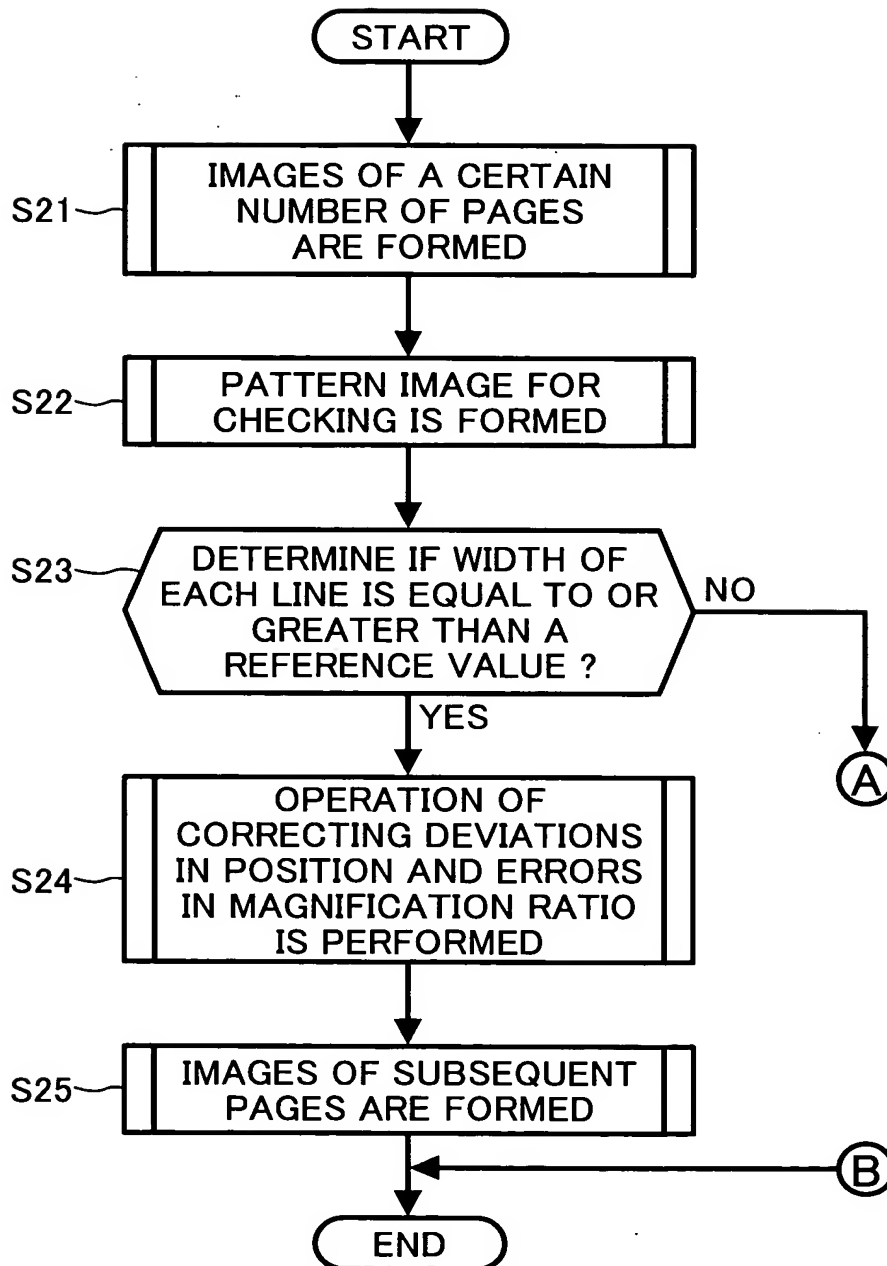 START
S21
IMAGES OF A CERTAIN
NUMBER OF PAGES
ARE FORMED
S22
PATTERN IMAGE FOR
CHECKING IS FORMED
S23
DETERMINE IF WIDTH OF
EACH LINE IS EQUAL TO OR
GREATER THAN A
REFERENCE VALUE ?
NO
YES
A
S24
OPERATION OF
CORRECTING DEVIATIONS
IN POSITION AND ERRORS
IN MAGNIFICATION RATIO
IS PERFORMED
S25
IMAGES OF SUBSEQUENT
PAGES ARE FORMED
B
END